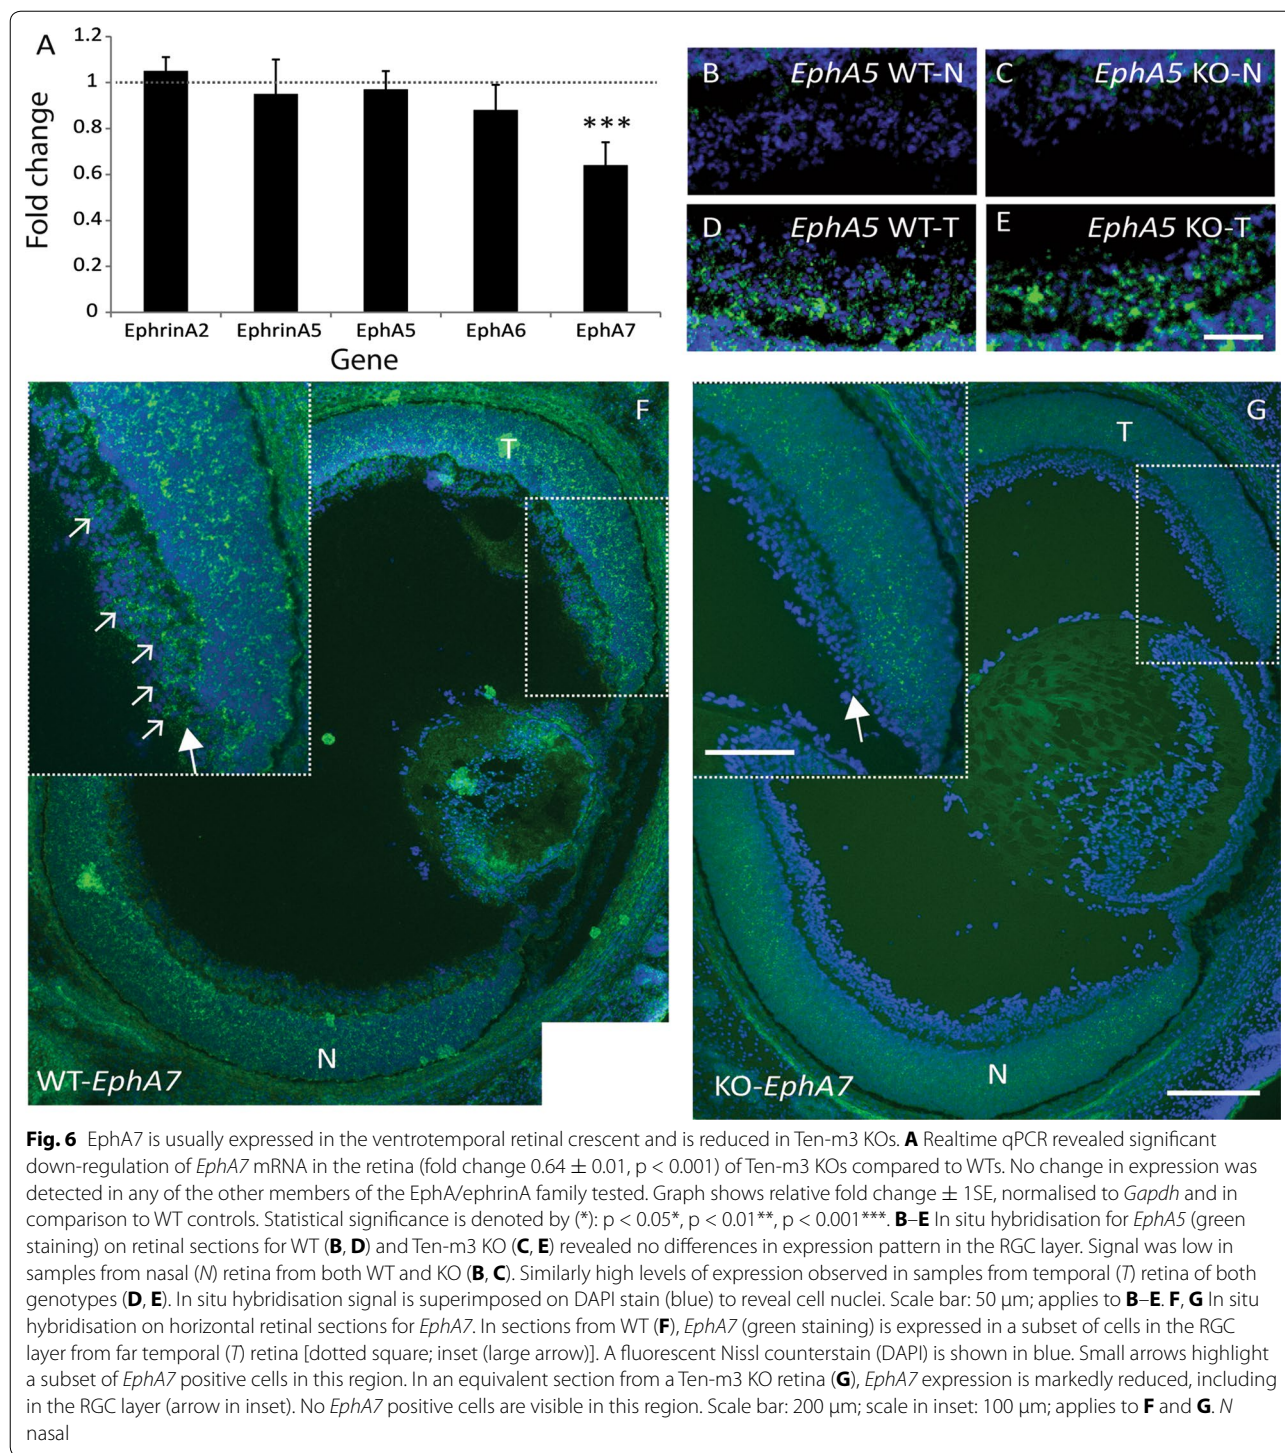 A
1.2
1
0.8
0.6
0.4
0.2
0
Fold change
***
EphrinA2 EphrinA5 EphA5 EphA6 EphA7
Gene
B EphA5 WT-N
C EphA5 KO-N
D EphA5 WT-T
E EphA5 KO-T
F
T
N
WT-EphA7
G
T
N
KO-EphA7
Fig. 6 EphA7 is usually expressed in the ventrotemporal retinal crescent and is reduced in Ten-m3 KOs. A Realtime qPCR revealed significant
down-regulation of EphA7 mRNA in the retina (fold change 0.64 ± 0.01, p < 0.001) of Ten-m3 KOs compared to WTs. No change in expression was
detected in any of the other members of the EphA/ephrinA family tested. Graph shows relative fold change ± 1SE, normalised to Gapdh and in
comparison to WT controls. Statistical significance is denoted by (*): p < 0.05*, p < 0.01**, p < 0.001***. B–E In situ hybridisation for EphA5 (green
staining) on retinal sections for WT (B, D) and Ten-m3 KO (C, E) revealed no differences in expression pattern in the RGC layer. Signal was low in
samples from nasal (N) retina from both WT and KO (B, C). Similarly high levels of expression observed in samples from temporal (T) retina of both
genotypes (D, E). In situ hybridisation signal is superimposed on DAPI stain (blue) to reveal cell nuclei. Scale bar: 50 μm; applies to B–E. F, G In situ
hybridisation on horizontal retinal sections for EphA7. In sections from WT (F), EphA7 (green staining) is expressed in a subset of cells in the RGC
layer from far temporal (T) retina [dotted square; inset (large arrow)]. A fluorescent Nissl counterstain (DAPI) is shown in blue. Small arrows highlight
a subset of EphA7 positive cells in this region. In an equivalent section from a Ten-m3 KO retina (G), EphA7 expression is markedly reduced, including
in the RGC layer (arrow in inset). No EphA7 positive cells are visible in this region. Scale bar: 200 μm; scale in inset: 100 μm; applies to F and G. N
nasal